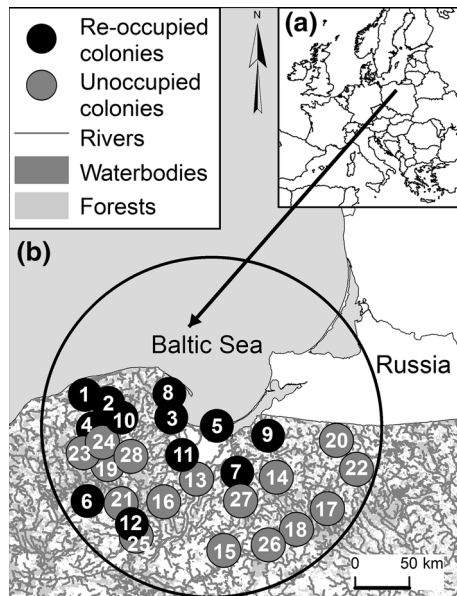 Re-occupied
colonies
Unoccupied
colonies
Rivers
Waterbodies
Forests
N
(a)
(b)
Baltic Sea
Russia
1
2
8
4
10
3
5
9
20
24
23
28
11
19
13
7
14
22
6
21
16
27
17
12
18
25
15
26
0 50 km